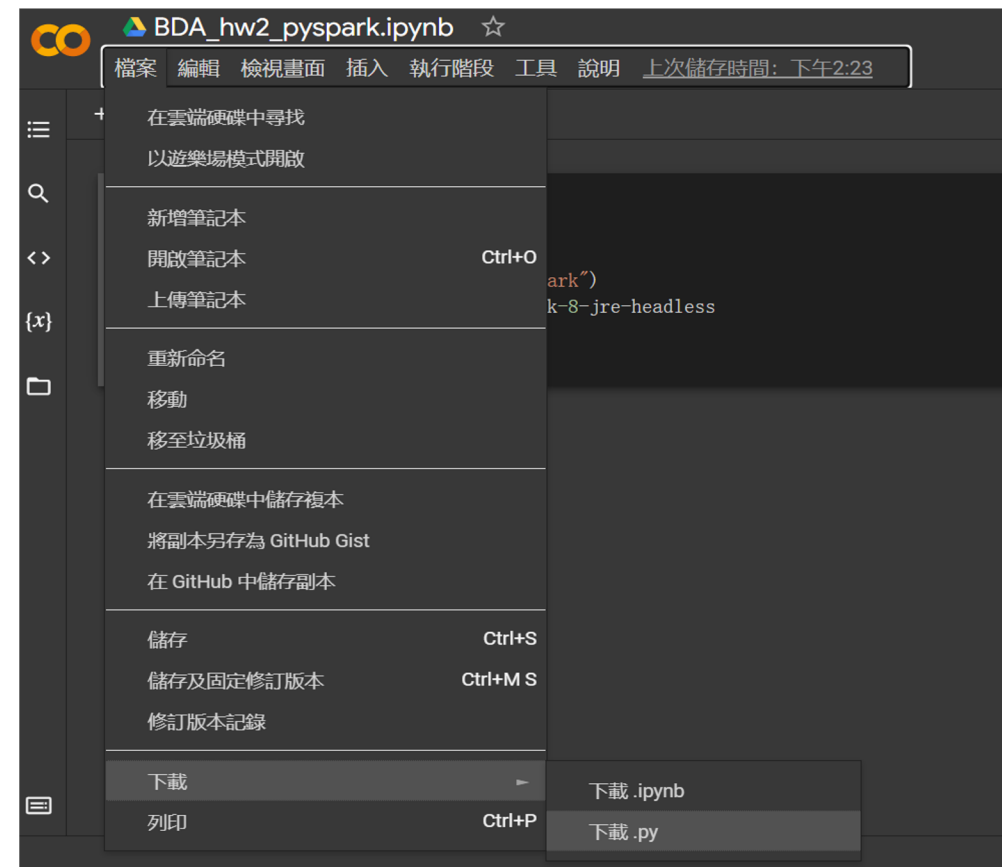 BDA_hw2_pyspark.ipynb
檔案 編輯 檢視畫面 插入 執行階段 工具 說明 上次儲存時間：下午2:23
+
在雲端硬碟中尋找
以遊樂場模式開啟
新增筆記本
開啟筆記本 Ctrl+O
ark")
上傳筆記本
k-8-jre-headless
{x}
重新命名
移動
移至垃圾桶
在雲端硬碟中儲存複本
將副本另存為 GitHub Gist
在 GitHub 中儲存副本
儲存 Ctrl+S
儲存及固定修訂版本 Ctrl+M S
修訂版本記錄
下載
下載 .ipynb
列印 Ctrl+P
下載 .py